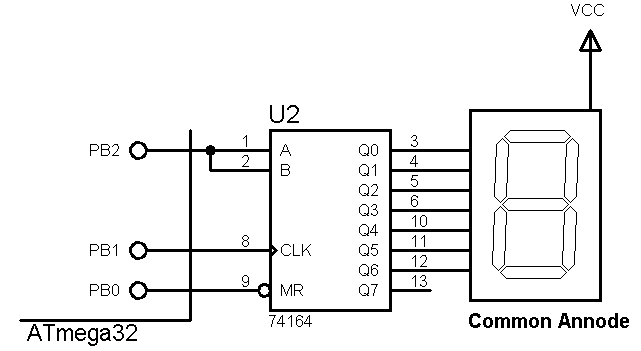 VCC
U2
PB2 1 A Q0 3
2 B Q1 4
Q2 5
Q3 6
Q4 10
PB1 8 CLK Q5 11
Q6 12
PB0 9 MR Q7 13
74164
ATmega32
Common Annode